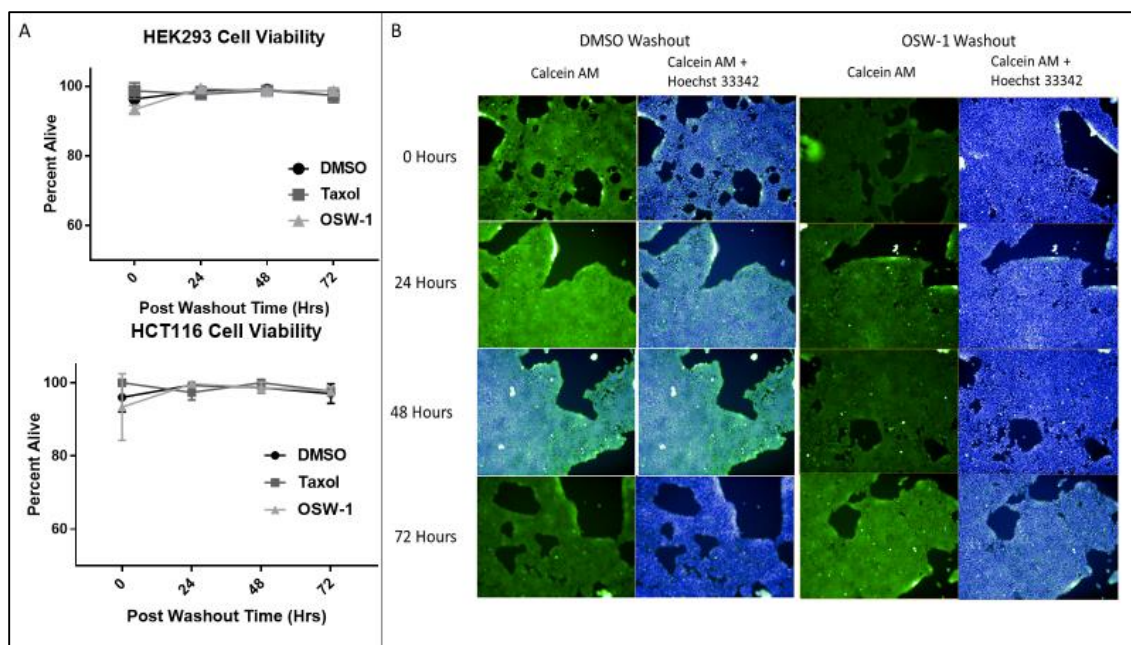 A
HEK293 Cell Viability
Percent Alive
100
80
60
DMSO
Taxol
OSW-1
0
24
48
72
Post Washout Time (Hrs)
HCT116 Cell Viability
Percent Alive
100
80
60
DMSO
Taxol
OSW-1
0
24
48
72
Post Washout Time (Hrs)
B
DMSO Washout
OSW-1 Washout
Calcein AM
Calcein AM +
Hoechst 33342
Calcein AM
Calcein AM +
Hoechst 33342
0 Hours
24 Hours
48 Hours
72 Hours